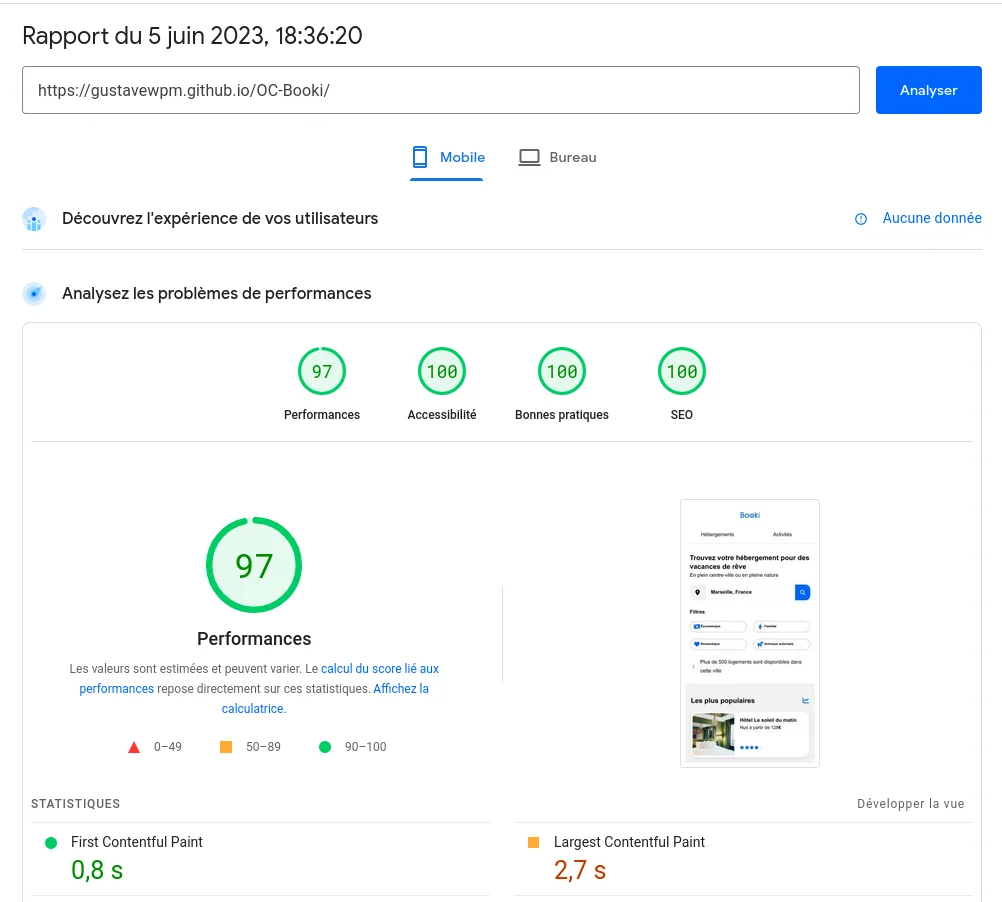 Rapport du 5 juin 2023, 18:36:20
https://gustavewpm.github.io/OC-Booki/
Analyser
Mobile
Bureau
Découvrez l'expérience de vos utilisateurs
Aucune donnée
Analysez les problèmes de performances
97
100
100
100
Performances
Accessibilité
Bonnes pratiques
SEO
97
Performances
Les valeurs sont estimées et peuvent varier. Le calcul du score lié aux
performances repose directement sur ces statistiques. Affichez la
calculatrice.
0–49
50–89
90–100
Booki
Hébergements
Activités
Trouvez votre hébergement pour des
vacances de rêve
En plein centre-ville ou en pleine nature
Marseille, France
Filtres
Économique
Familial
Romantique
Animaux autorisés
Plus de 500 logements sont disponibles dans
cette ville
Les plus populaires
Hôtel Le soleil du matin
Nuit à partir de 128€
STATISTIQUES
Développer la vue
First Contentful Paint
0,8 s
Largest Contentful Paint
2,7 s